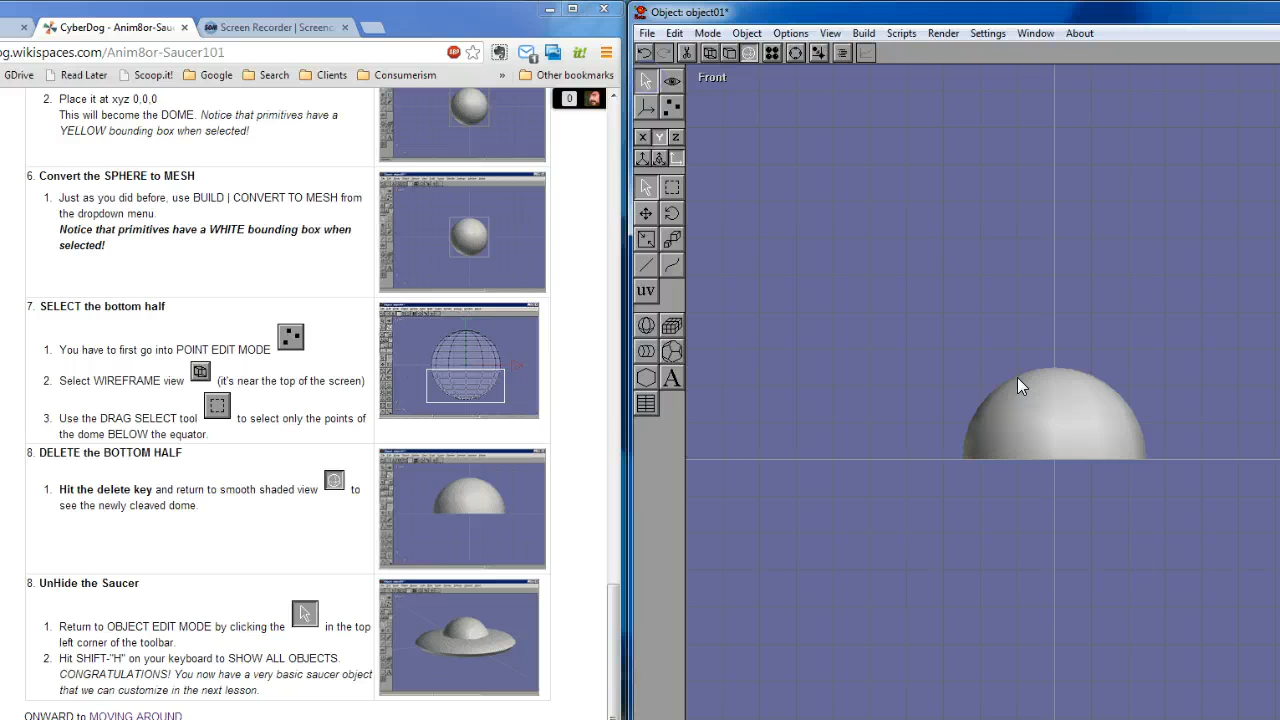 CyberDog - Anim8or-Sauc
Screen Recorder | Screenc
og.wikispaces.com/Anim8or-Saucer101
ABP
1
it!
GDrive
Read Later
Scoop.it!
Google
Search
Clients
Consumerism
»
Other bookmarks
0
2. Place it at xyz 0,0,0
This will become the DOME. Notice that primitives have a
YELLOW bounding box when selected!
6. Convert the SPHERE to MESH
1. Just as you did before, use BUILD | CONVERT TO MESH from
the dropdown menu.
Notice that primitives have a WHITE bounding box when
selected!
7. SELECT the bottom half
1. You have to first go into POINT EDIT MODE
2. Select WIREFRAME view (it's near the top of the screen)
3. Use the DRAG SELECT tool to select only the points of
the dome BELOW the equator.
8. DELETE the BOTTOM HALF
1. Hit the delete key and return to smooth shaded view to
see the newly cleaved dome.
8. UnHide the Saucer
1. Return to OBJECT EDIT MODE by clicking the in the top
left corner of the toolbar.
2. Hit SHIFT-"H" on your keyboard to SHOW ALL OBJECTS.
CONGRATULATIONS! You now have a very basic saucer object
that we can customize in the next lesson.
ONWARD to MOVING AROUND
Object: object01*
File Edit Mode Object Options View Build Scripts Render Settings Window About
Front
X Y Z
uv
A